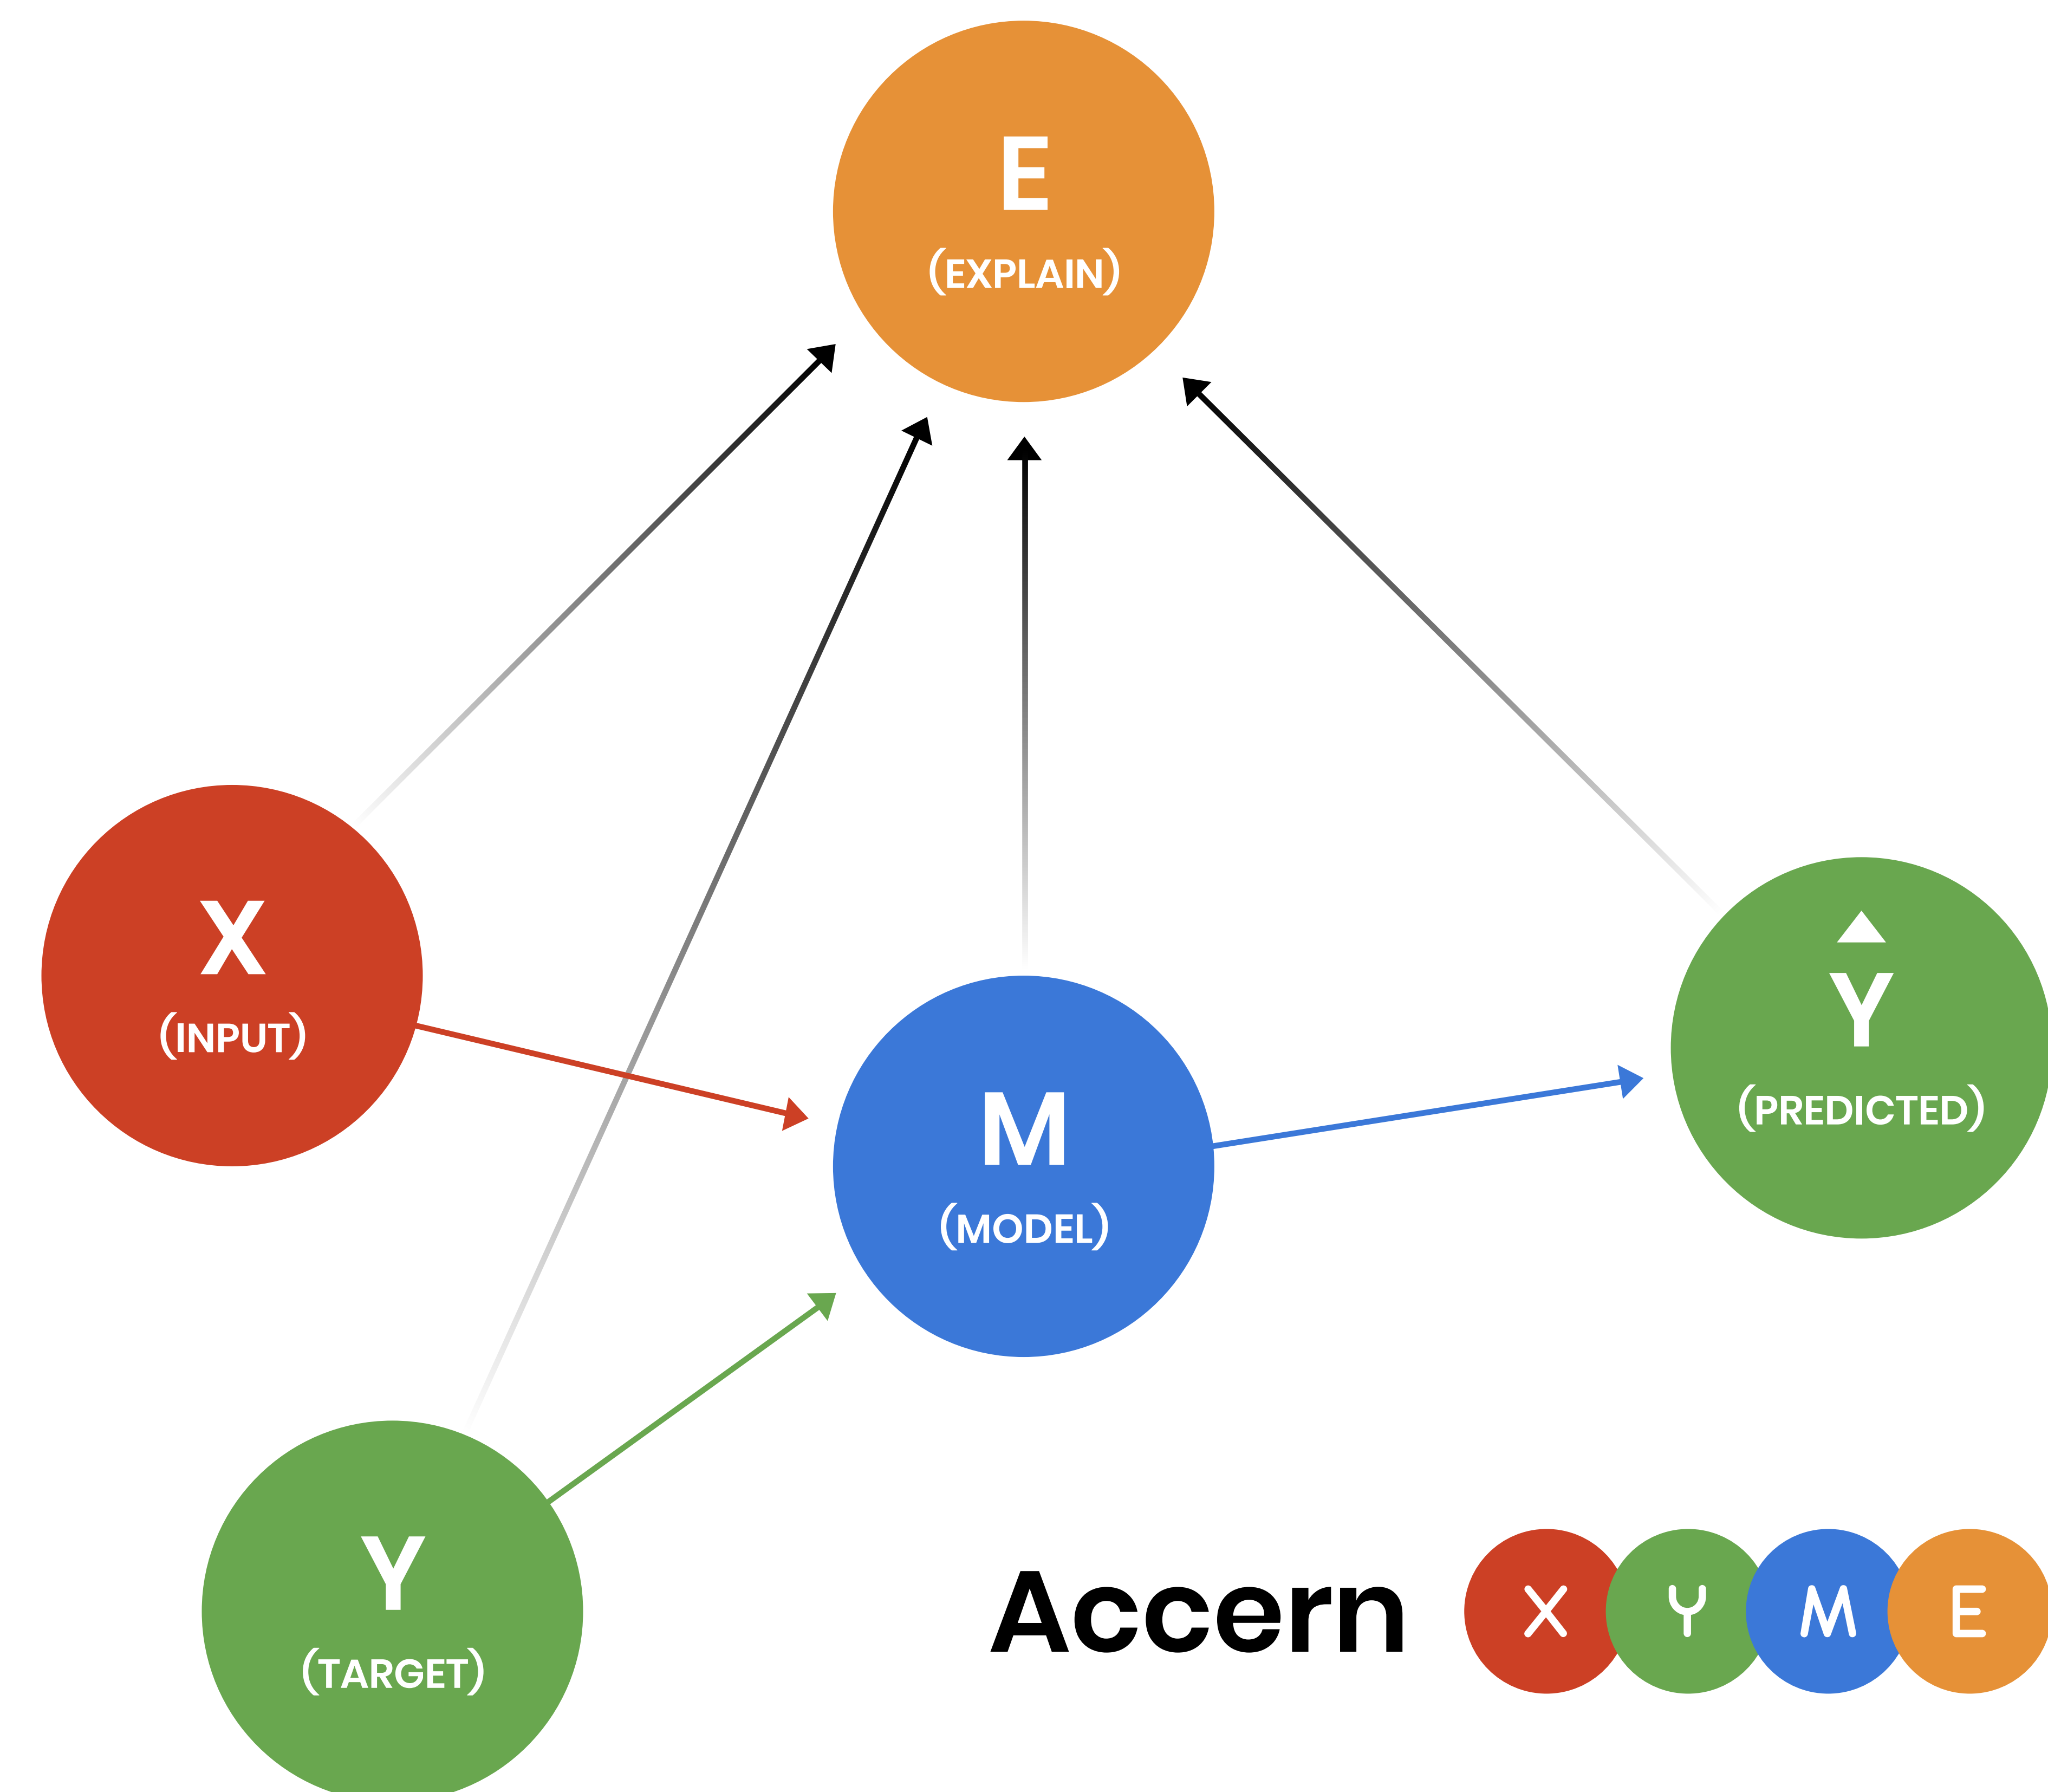 E
(EXPLAIN)
X
(INPUT)
Ŷ
(PREDICTED)
M
(MODEL)
Y
(TARGET)
Accern X Y M E